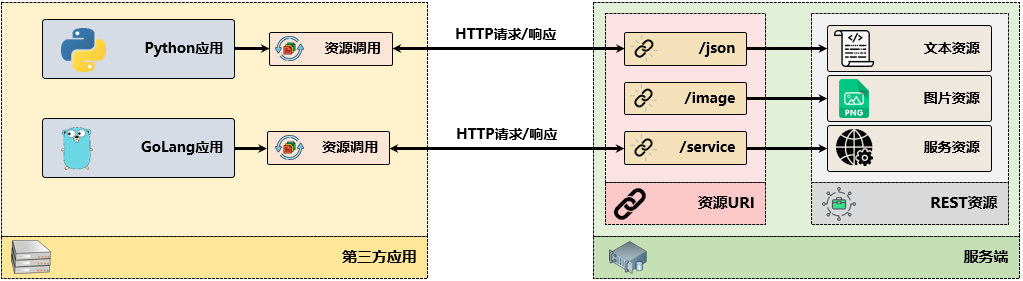 Python应用
资源调用
HTTP请求/响应
/json
文本资源
/image
PNG
图片资源
GoLang应用
资源调用
HTTP请求/响应
/service
服务资源
资源URI
REST资源
第三方应用
服务端